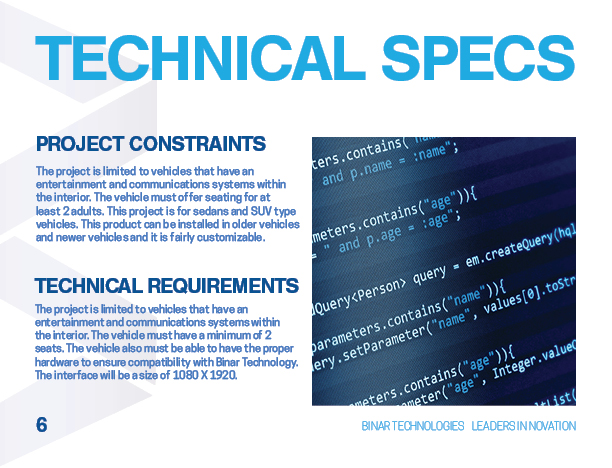 TECHNICAL SPECS
PROJECT CONSTRAINTS
The project is limited to vehicles that have an
entertainment and communications systems within
the interior. The vehicle must offer seating for at
least 2 adults. This project is for sedans and SUV type
vehicles. This product can be installed in older vehicles
and newer vehicles and it is fairly customizable.
TECHNICAL REQUIREMENTS
The project is limited to vehicles that have an
entertainment and communications systems within
the interior. The vehicle must have a minimum of 2
seats. The vehicle also must be able to have the proper
hardware to ensure compatibility with Binar Technology.
The interface will be a size of 1080 X 1920.
ters.contains("name"
and p.name = :name";
meters.contains("age")){
= " and p.age = :age";
dQuery<Person> query = em.createQuery(hql
parameters.contains("name")){
uery.setParameter("name", values[0].toStr
ameters.contains("age")){
rameter("age", Integer.valueO
ltList(
6
BINAR TECHNOLOGIES LEADERS IN NOVATION